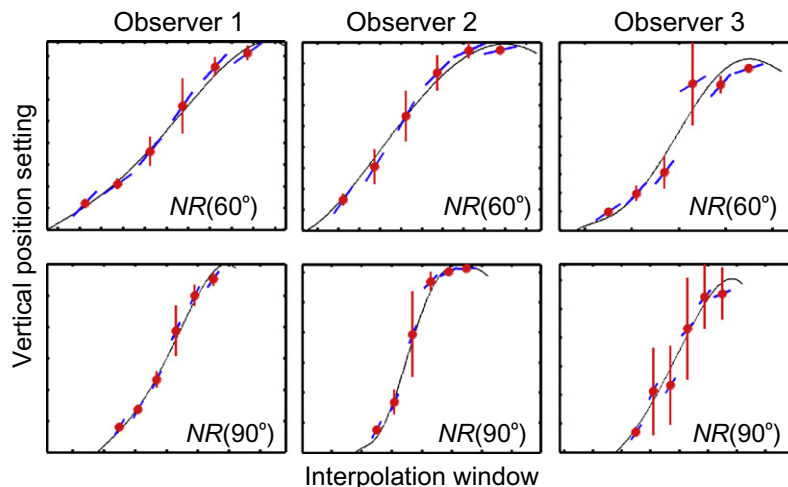 Observer 1 Observer 2 Observer 3
Vertical position setting
NR(60°) NR(60°) NR(60°)
NR(90°) NR(90°) NR(90°)
Interpolation window